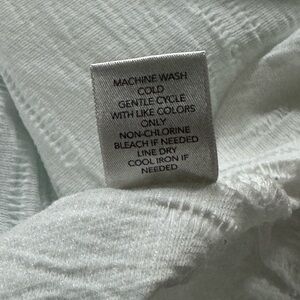 MACHINE WASH
COLD
GENTLE CYCLE
WITH LIKE COLORS
ONLY
NON-CHLORINE
BLEACH IF NEEDED
LINE DRY
COOL IRON IF
NEEDED